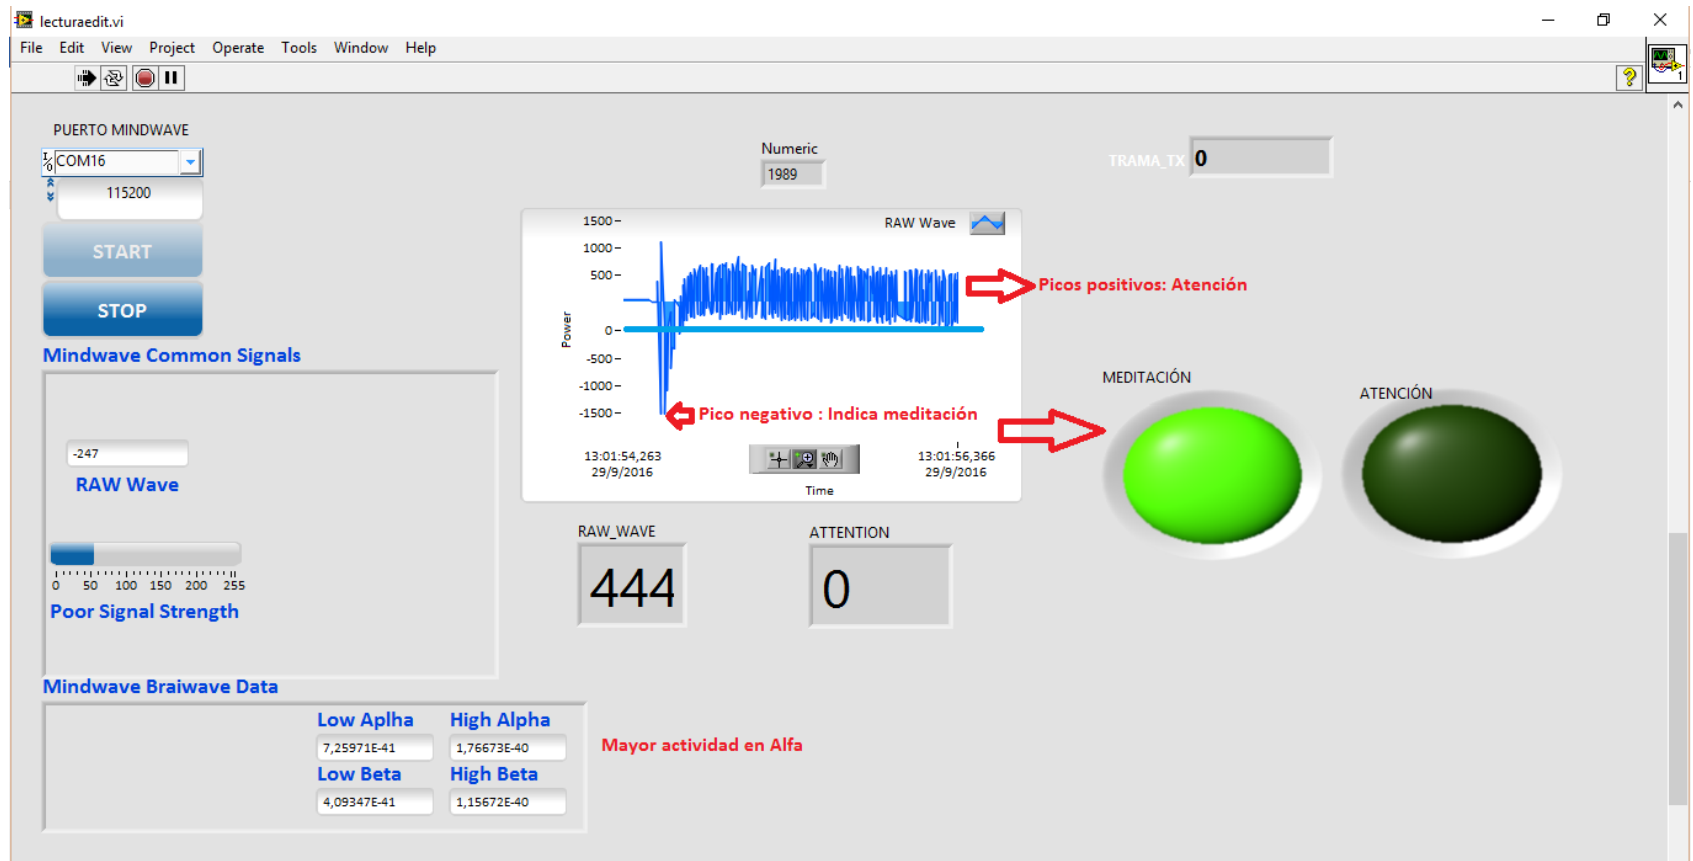 lecturaedit.vi
File Edit View Project Operate Tools Window Help
1
PUERTO MINDWAVE
COM16
115200
START
STOP
Numeric
1989
TRAMA_TX 0
RAW Wave
1500
1000
500
0
-500
-1000
-1500
Power
13:01:54,263
29/9/2016
13:01:56,366
29/9/2016
Time
Picos positivos: Atención
Pico negativo : Indica meditación
MEDITACIÓN
ATENCIÓN
Mindwave Common Signals
-247
RAW Wave
0 50 100 150 200 255
Poor Signal Strength
RAW_WAVE
444
ATTENTION
0
Mindwave Braiwave Data
Low Aplha High Alpha
7,25971E-41 1,76673E-40
Low Beta High Beta
4,09347E-41 1,15672E-40
Mayor actividad en Alfa